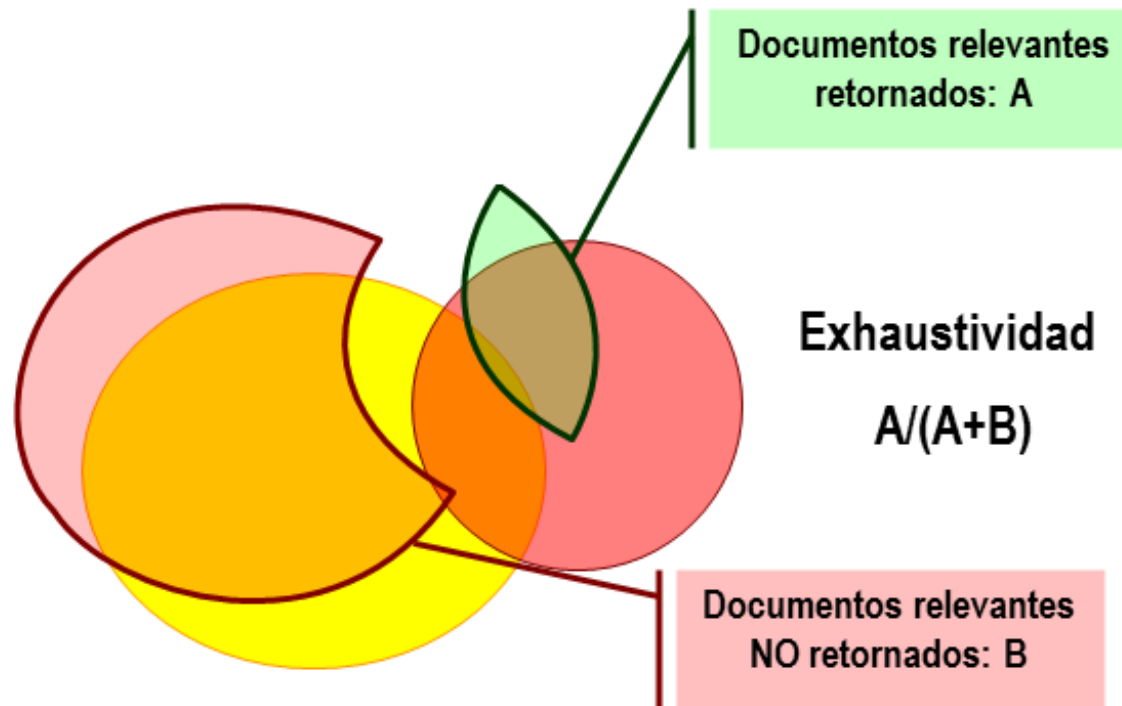 Documentos relevantes
retornados: A
Exhaustividad
A/(A+B)
Documentos relevantes
NO retornados: B